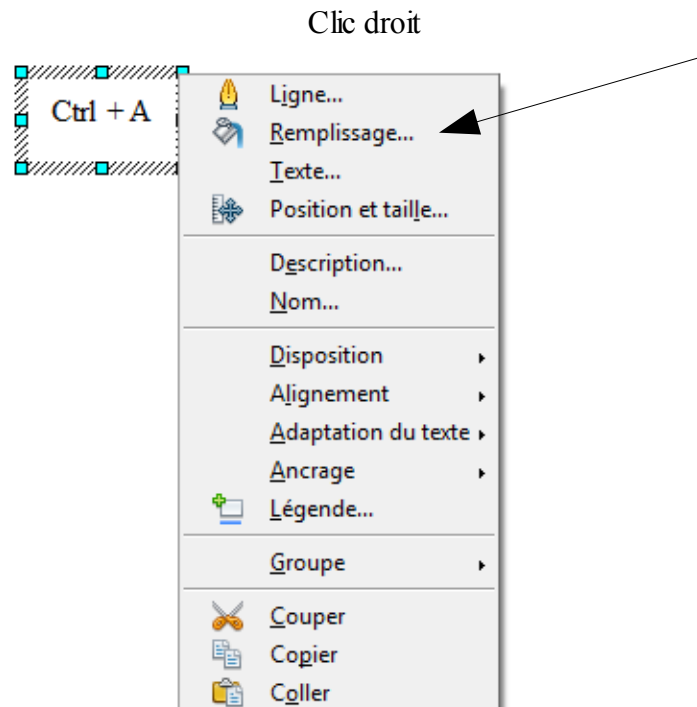 Clic droit
Ctrl + A
Ligne...
Remplissage...
Texte...
Position et taille...
Description...
Nom...
Disposition
Alignement
Adaptation du texte
Ancrage
Légende...
Groupe
Couper
Copier
Coller